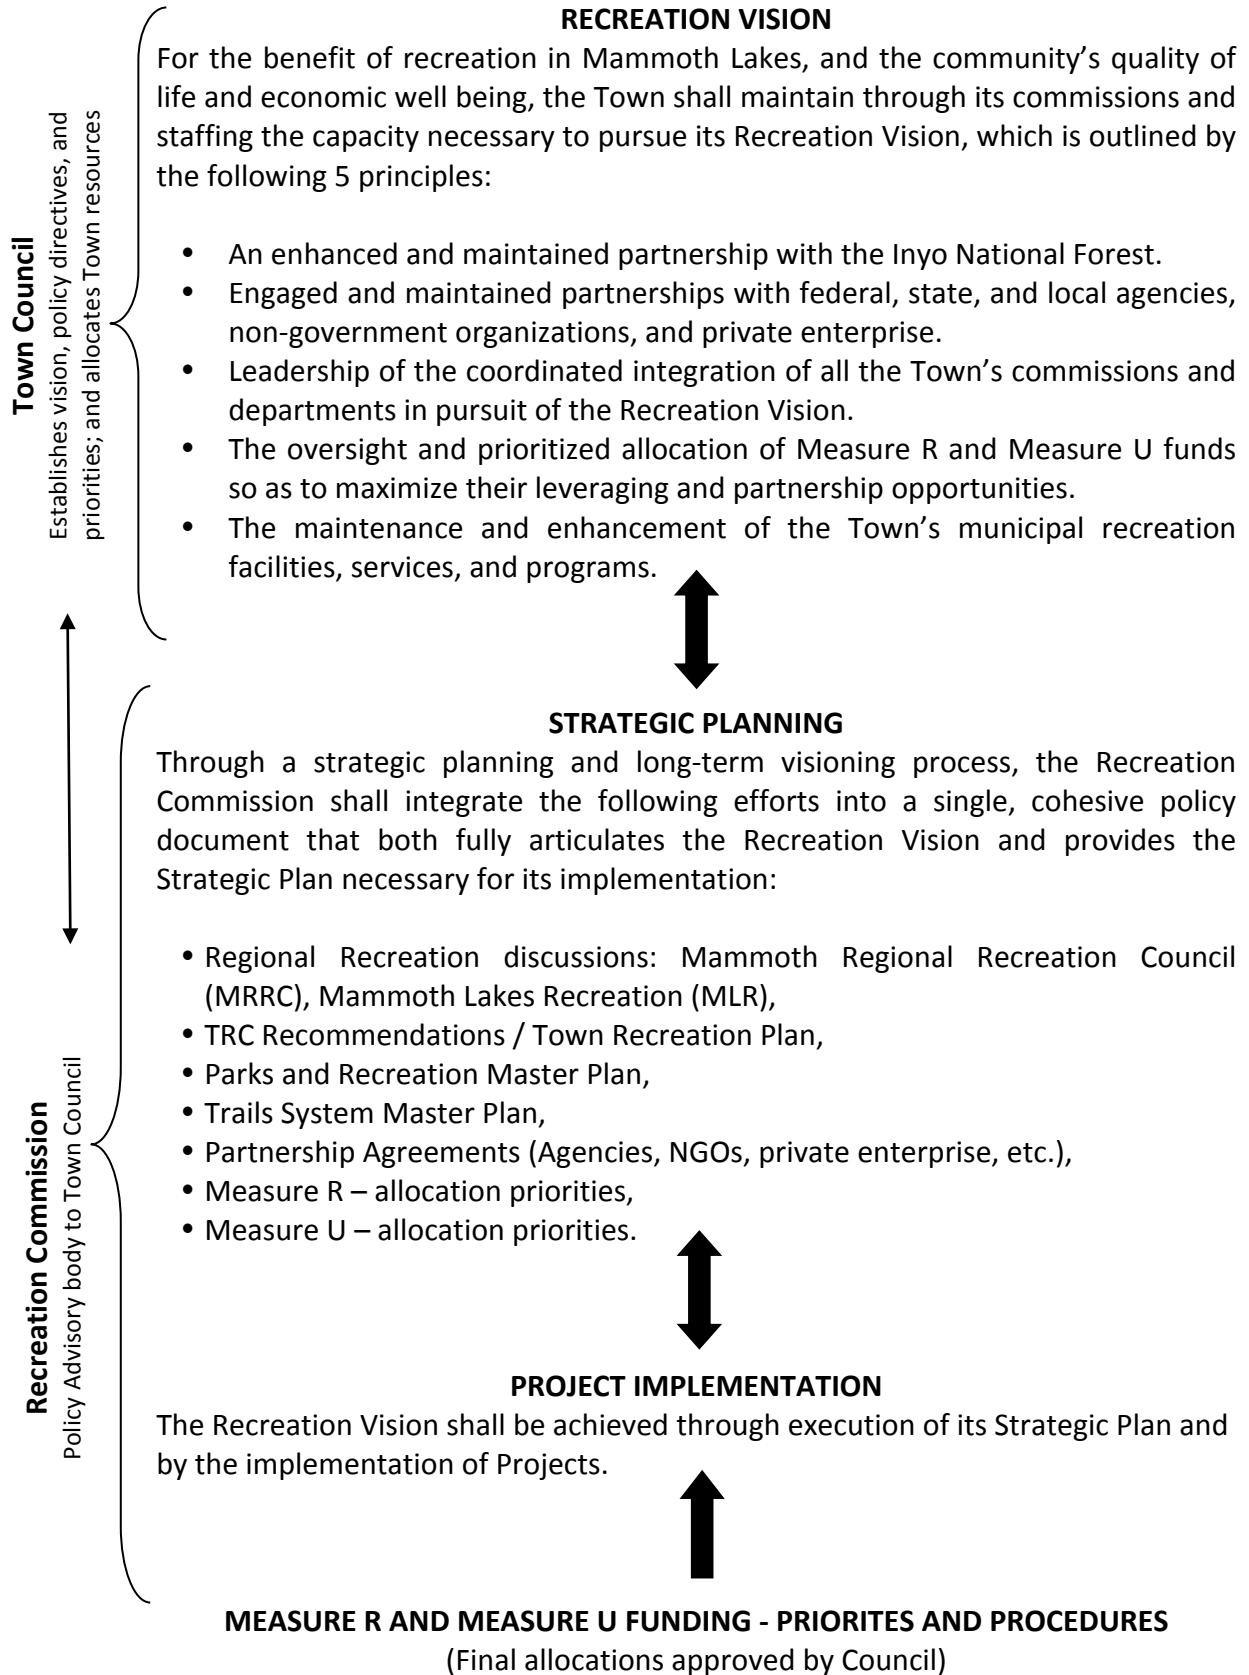 RECREATION VISION
For the benefit of recreation in Mammoth Lakes, and the community’s quality of
life and economic well being, the Town shall maintain through its commissions and
staffing the capacity necessary to pursue its Recreation Vision, which is outlined by
the following 5 principles:
• An enhanced and maintained partnership with the Inyo National Forest.
• Engaged and maintained partnerships with federal, state, and local agencies,
non-government organizations, and private enterprise.
• Leadership of the coordinated integration of all the Town’s commissions and
departments in pursuit of the Recreation Vision.
• The oversight and prioritized allocation of Measure R and Measure U funds
so as to maximize their leveraging and partnership opportunities.
• The maintenance and enhancement of the Town’s municipal recreation
facilities, services, and programs.
Town Council
Establishes vision, policy directives, and
priorities; and allocates Town resources
STRATEGIC PLANNING
Through a strategic planning and long-term visioning process, the Recreation
Commission shall integrate the following efforts into a single, cohesive policy
document that both fully articulates the Recreation Vision and provides the
Strategic Plan necessary for its implementation:
• Regional Recreation discussions: Mammoth Regional Recreation Council
(MRRC), Mammoth Lakes Recreation (MLR),
• TRC Recommendations / Town Recreation Plan,
• Parks and Recreation Master Plan,
• Trails System Master Plan,
• Partnership Agreements (Agencies, NGOs, private enterprise, etc.),
• Measure R – allocation priorities,
• Measure U – allocation priorities.
Recreation Commission
Policy Advisory body to Town Council
PROJECT IMPLEMENTATION
The Recreation Vision shall be achieved through execution of its Strategic Plan and
by the implementation of Projects.
MEASURE R AND MEASURE U FUNDING - PRIORITES AND PROCEDURES
(Final allocations approved by Council)